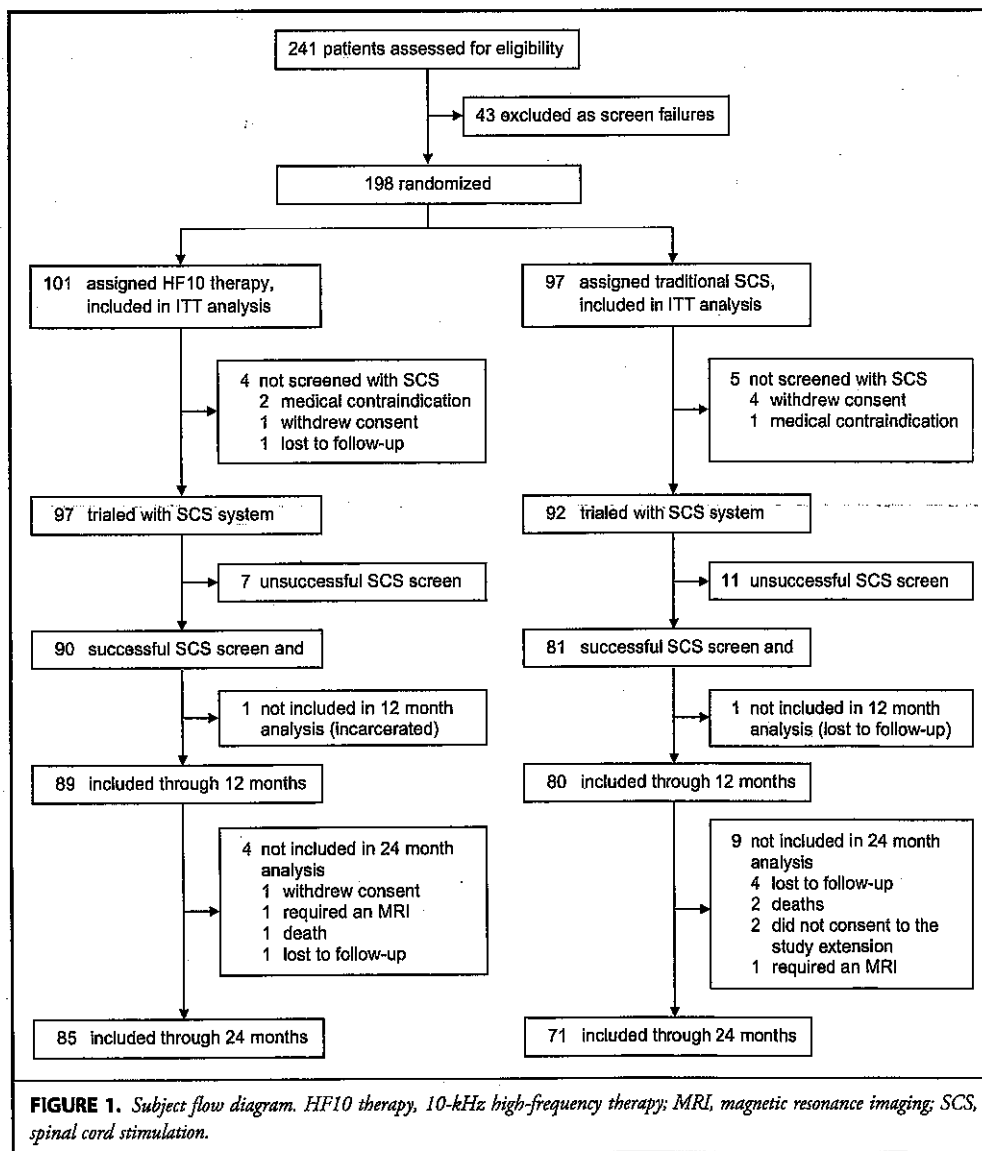 241 patients assessed for eligibility
43 excluded as screen failures
198 randomized
101 assigned HF10 therapy,
included in ITT analysis
97 assigned traditional SCS,
included in ITT analysis
4 not screened with SCS
2 medical contraindication
1 withdrew consent
1 lost to follow-up
5 not screened with SCS
4 withdrew consent
1 medical contraindication
97 trialed with SCS system
92 trialed with SCS system
7 unsuccessful SCS screen
11 unsuccessful SCS screen
90 successful SCS screen and
81 successful SCS screen and
1 not included in 12 month
analysis (incarcerated)
1 not included in 12 month
analysis (lost to follow-up)
89 included through 12 months
80 included through 12 months
4 not included in 24 month
analysis
1 withdrew consent
1 required an MRI
1 death
1 lost to follow-up
9 not included in 24 month
analysis
4 lost to follow-up
2 deaths
2 did not consent to the
study extension
1 required an MRI
85 included through 24 months
71 included through 24 months
FIGURE 1. Subject flow diagram. HF10 therapy, 10-kHz high-frequency therapy; MRI, magnetic resonance imaging; SCS,
spinal cord stimulation.